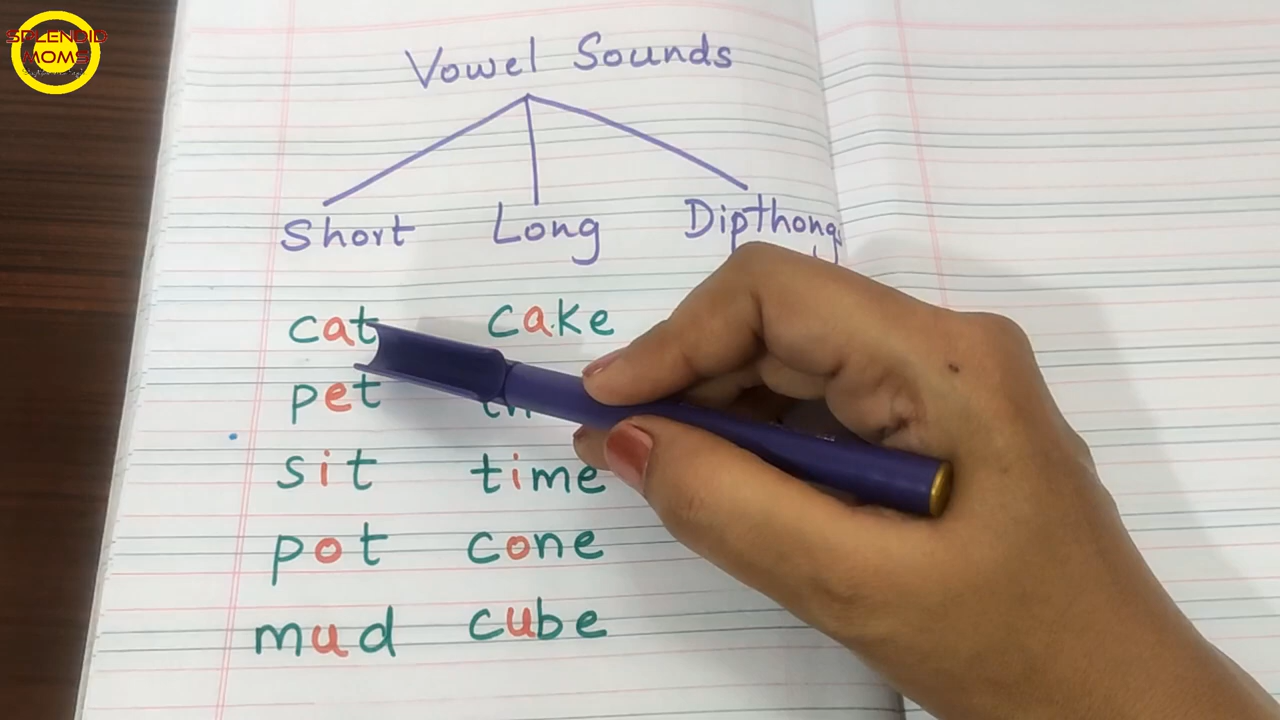 SPLENDID
MOMS
Vowel Sounds
Short Long Dipthongs
cat cake
pet
sit time
pot cone
mud cube